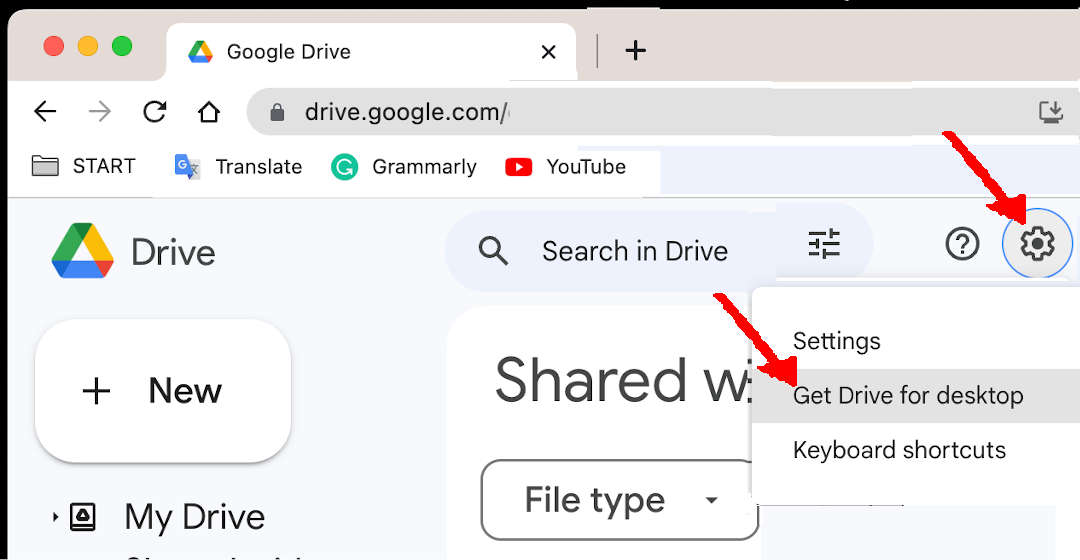 Google Drive
drive.google.com/
START Translate Grammarly YouTube
Drive
Search in Drive
New
Shared w
Settings
Get Drive for desktop
Keyboard shortcuts
File type
My Drive